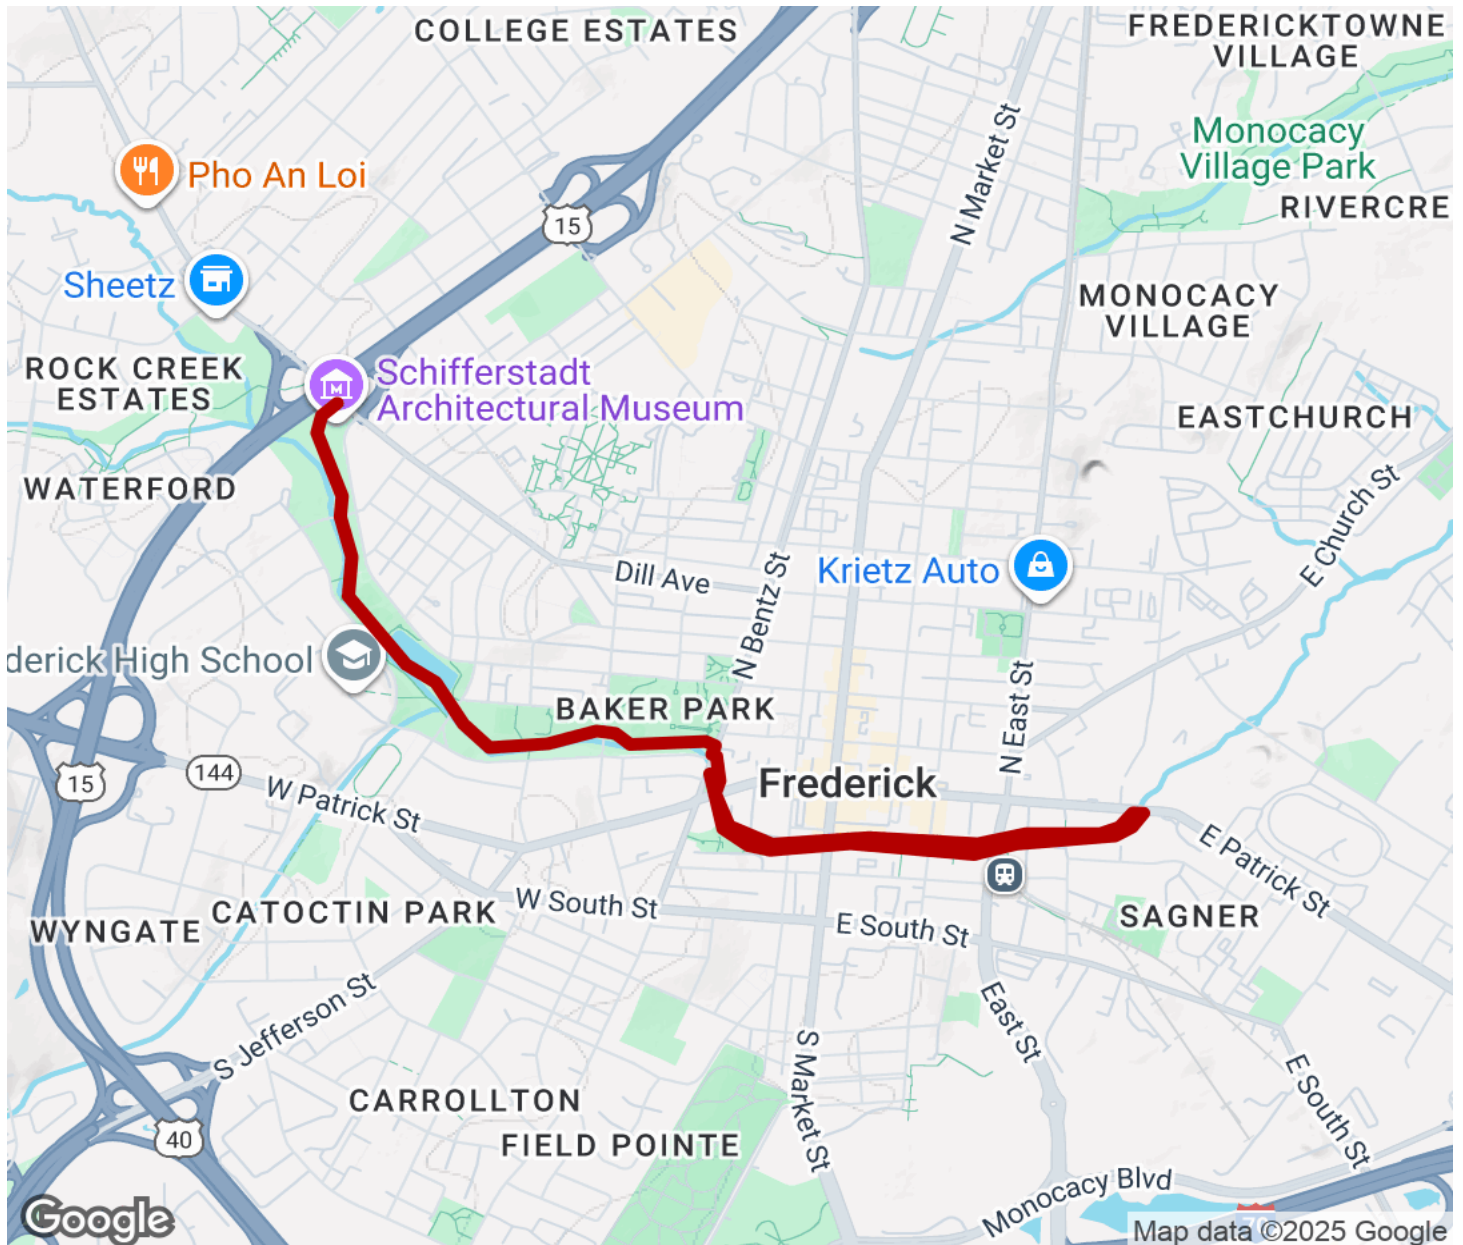 COLLEGE ESTATES
FREDERICKTOWNE
VILLAGE
Monocacy
Village Park
RIVERCRE
N Market St
Pho An Loi
15
Sheetz
MONOCACY
VILLAGE
ROCK CREEK
ESTATES
Schifferstadt
Architectural Museum
M
EASTCHURCH
WATERFORD
E Church St
Dill Ave
N Bentz St
Krietz Auto
derick High School
BAKER PARK
N East St
15
144
W Patrick St
Frederick
E Patrick St
WYNGATE
CATOCTIN PARK
W South St
E South St
SAGNER
S Jefferson St
East St
S Market St
E South St
CARROLLTON
40
FIELD POINTE
Monocacy Blvd
Google
Map data ©2025 Google